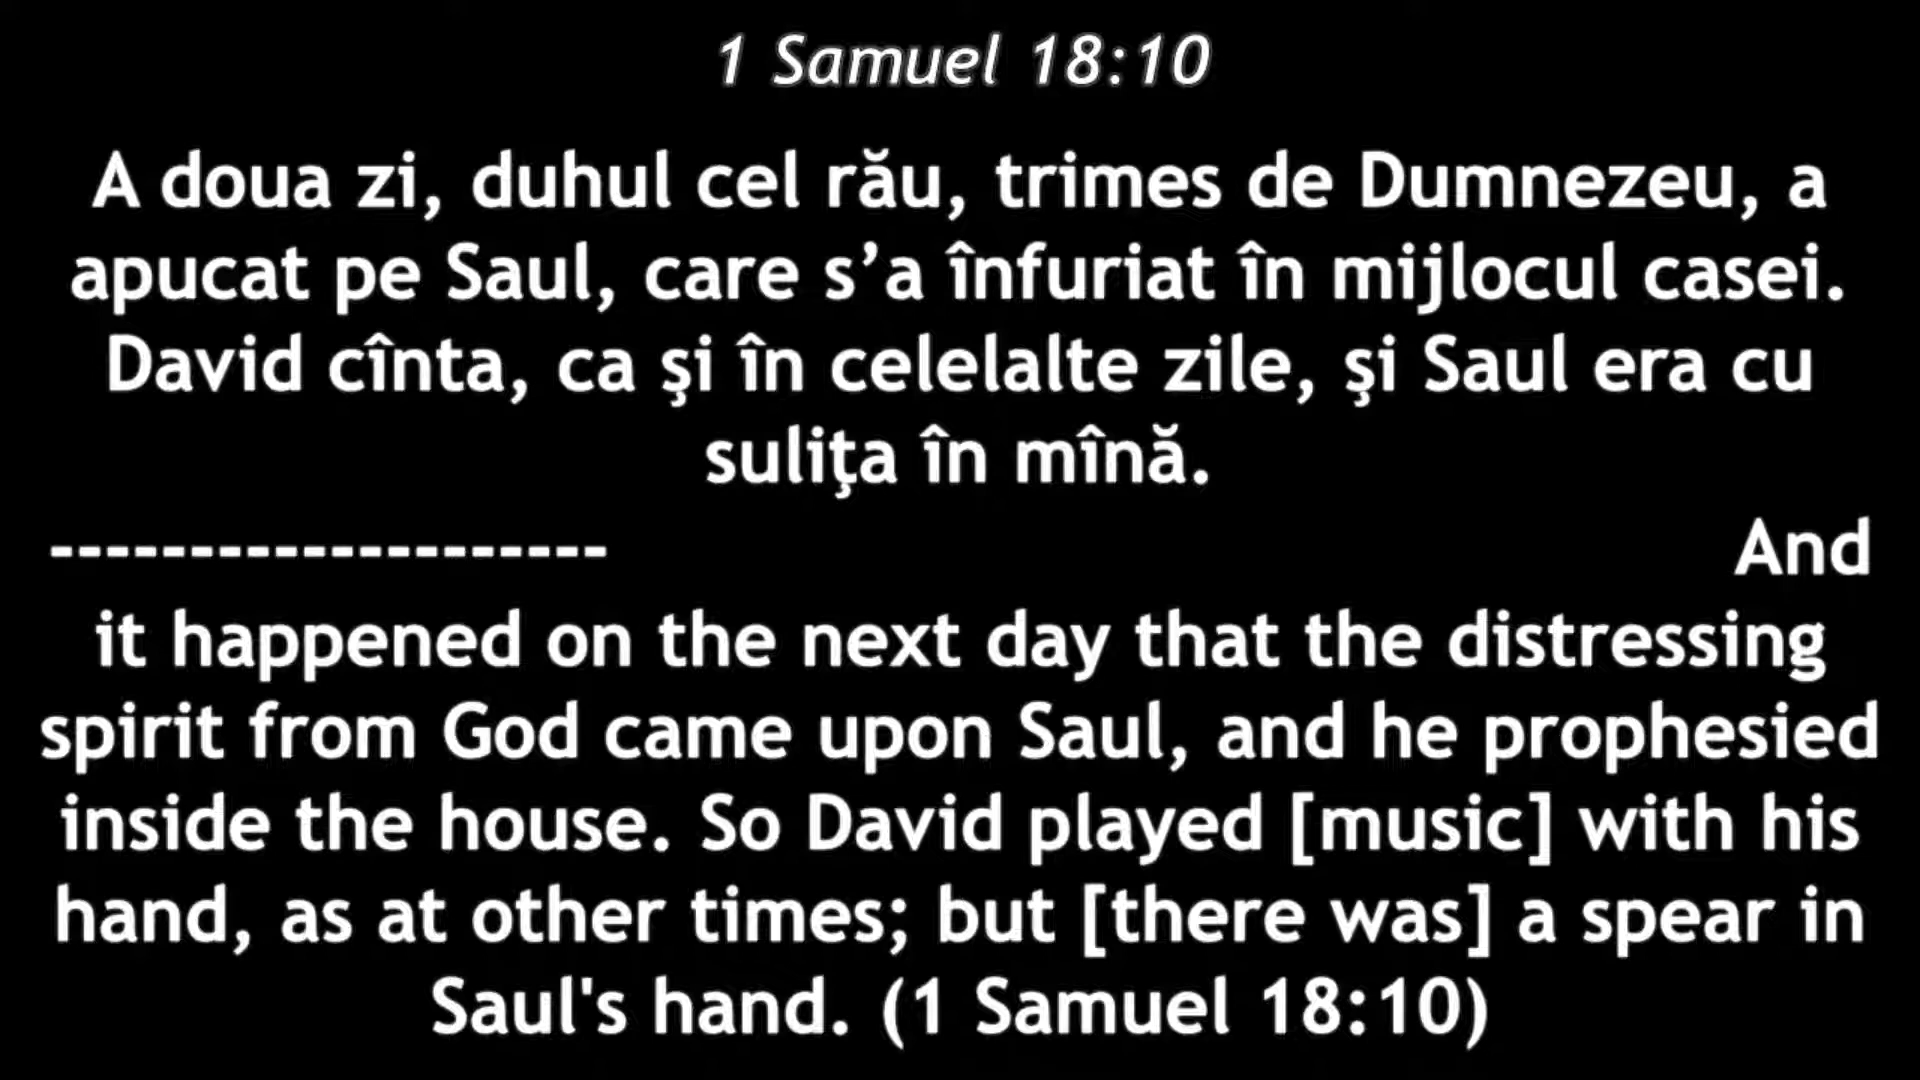 1 Samuel 18:10
A doua zi, duhul cel rău, trimes de Dumnezeu, a
apucat pe Saul, care s’a înfuriat în mijlocul casei.
David cînta, ca şi în celelalte zile, şi Saul era cu
suliţa în mînă.
-------------------- And
it happened on the next day that the distressing
spirit from God came upon Saul, and he prophesied
inside the house. So David played [music] with his
hand, as at other times; but [there was] a spear in
Saul's hand. (1 Samuel 18:10)